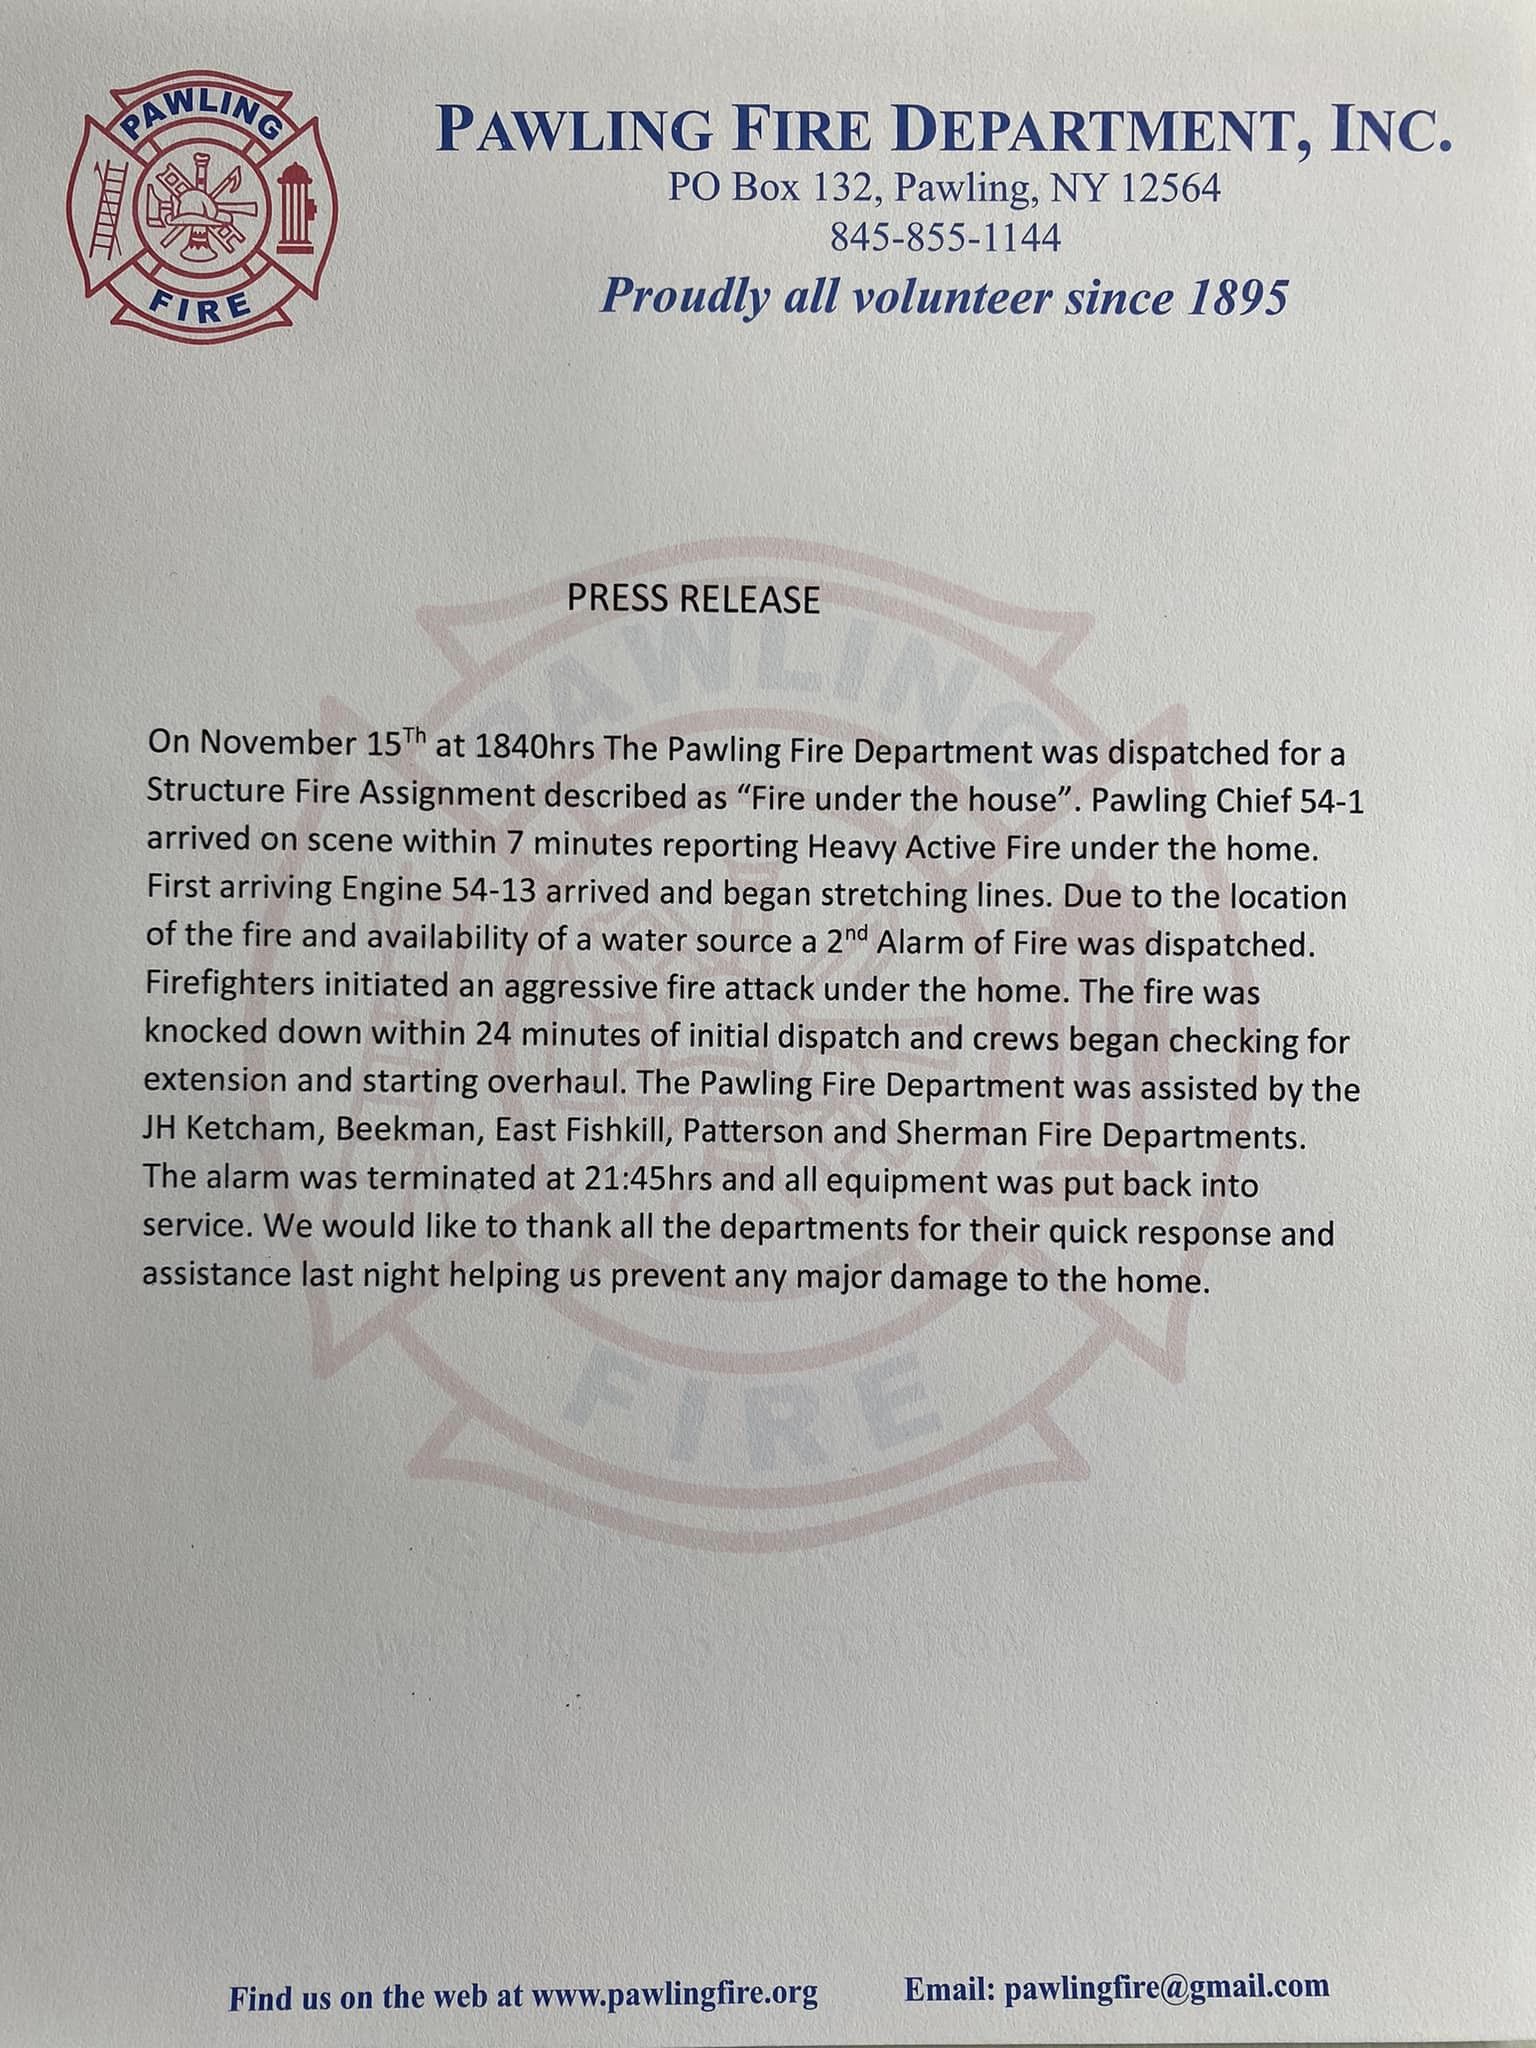 PAWLING
FIRE
PAWLING FIRE DEPARTMENT, INC.
PO Box 132, Pawling, NY 12564
845-855-1144
Proudly all volunteer since 1895
PRESS RELEASE
PAWLING
On November 15Th at 1840hrs The Pawling Fire Department was dispatched for a
Structure Fire Assignment described as “Fire under the house”. Pawling Chief 54-1
arrived on scene within 7 minutes reporting Heavy Active Fire under the home.
First arriving Engine 54-13 arrived and began stretching lines. Due to the location
of the fire and availability of a water source a 2nd Alarm of Fire was dispatched.
Firefighters initiated an aggressive fire attack under the home. The fire was
knocked down within 24 minutes of initial dispatch and crews began checking for
extension and starting overhaul. The Pawling Fire Department was assisted by the
JH Ketcham, Beekman, East Fishkill, Patterson and Sherman Fire Departments.
The alarm was terminated at 21:45hrs and all equipment was put back into
service. We would like to thank all the departments for their quick response and
assistance last night helping us prevent any major damage to the home.
FIRE
Find us on the web at www.pawlingfire.org Email: pawlingfire@gmail.com